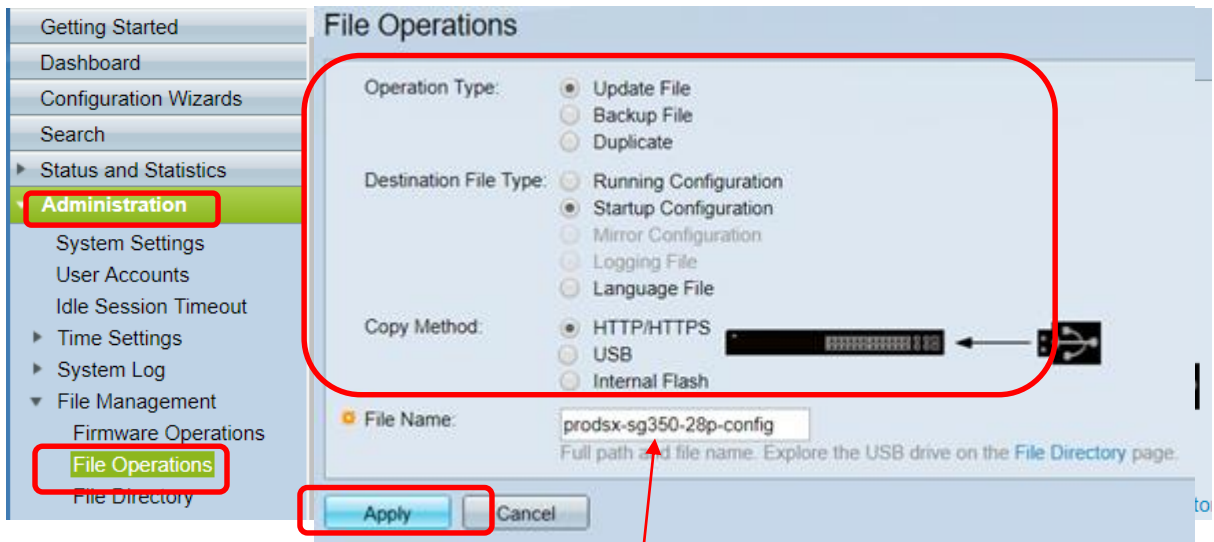 Getting Started
Dashboard
Configuration Wizards
Search
Status and Statistics
Administration
System Settings
User Accounts
Idle Session Timeout
Time Settings
System Log
File Management
Firmware Operations
File Operations
File Directory
File Operations
Operation Type:
Update File
Backup File
Duplicate
Destination File Type:
Running Configuration
Startup Configuration
Mirror Configuration
Logging File
Language File
Copy Method:
HTTP/HTTPS
USB
Internal Flash
File Name:
prodsx-sg350-28p-config
Full path and file name. Explore the USB drive on the File Directory page.
Apply
Cancel